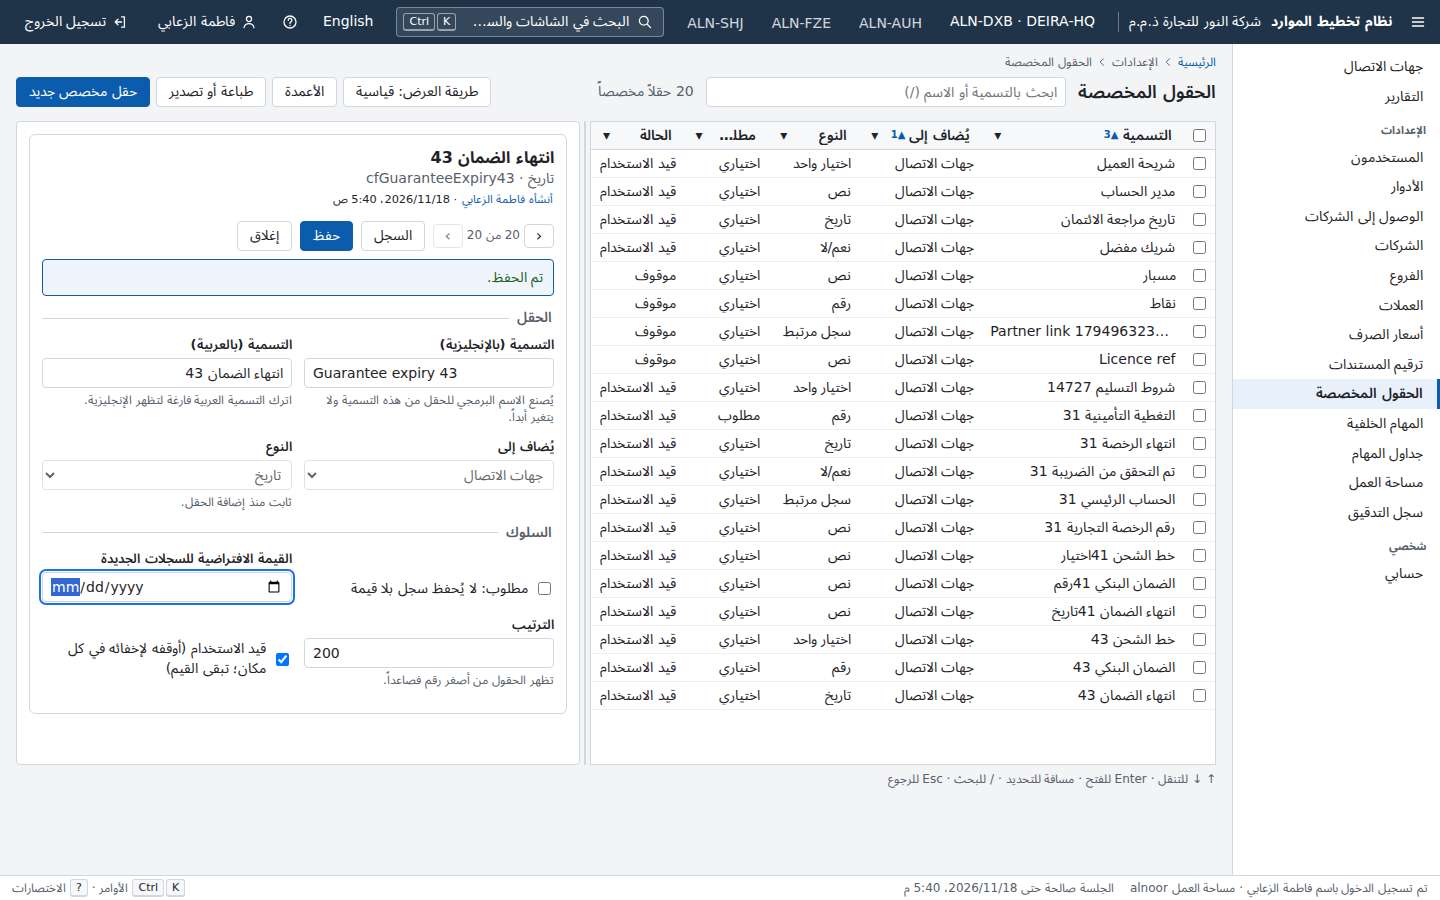 نظام تخطيط الموارد شركة النور للتجارة ذ.م.م ALN-DXB · DEIRA-HQ ALN-AUH ALN-FZE ALN-SHJ البحث في الشاشات والس... Ctrl K English فاطمة الزعابي تسجيل الخروج
جهات الاتصال
التقارير
الإعدادات
المستخدمون
الأدوار
الوصول إلى الشركات
الشركات
الفروع
العملات
أسعار الصرف
ترقيم المستندات
الحقول المخصصة
المهام الخلفية
جداول المهام
مساحة العمل
سجل التدقيق
شخصي
حسابي
الرئيسية › الإعدادات › الحقول المخصصة
الحقول المخصصة ابحث بالتسمية أو الاسم (/) 20 حقلاً مخصصاً طريقة العرض: قياسية الأعمدة طباعة أو تصدير حقل مخصص جديد
التسمية ▲3 ▼ يُضاف إلى ▲1 ▼ النوع ▼ مطلـ... ▼ الحالة ▼
شريحة العميل جهات الاتصال اختيار واحد اختياري قيد الاستخدام
مدير الحساب جهات الاتصال نص اختياري قيد الاستخدام
تاريخ مراجعة الائتمان جهات الاتصال تاريخ اختياري قيد الاستخدام
شريك مفضل جهات الاتصال نعم/لا اختياري قيد الاستخدام
مسبار جهات الاتصال نص اختياري موقوف
نقاط جهات الاتصال رقم اختياري موقوف
Partner link 179496323... جهات الاتصال سجل مرتبط اختياري موقوف
Licence ref جهات الاتصال نص اختياري موقوف
شروط التسليم 14727 جهات الاتصال اختيار واحد اختياري قيد الاستخدام
التغطية التأمينية 31 جهات الاتصال رقم مطلوب قيد الاستخدام
انتهاء الرخصة 31 جهات الاتصال تاريخ اختياري قيد الاستخدام
تم التحقق من الضريبة 31 جهات الاتصال نعم/لا اختياري قيد الاستخدام
الحساب الرئيسي 31 جهات الاتصال سجل مرتبط اختياري قيد الاستخدام
رقم الرخصة التجارية 31 جهات الاتصال نص اختياري قيد الاستخدام
خط الشحن 41اختيار جهات الاتصال نص اختياري قيد الاستخدام
الضمان البنكي 41رقم جهات الاتصال نص اختياري قيد الاستخدام
انتهاء الضمان 41تاريخ جهات الاتصال نص اختياري قيد الاستخدام
خط الشحن 43 جهات الاتصال اختيار واحد اختياري قيد الاستخدام
الضمان البنكي 43 جهات الاتصال رقم اختياري قيد الاستخدام
انتهاء الضمان 43 جهات الاتصال تاريخ اختياري قيد الاستخدام
↑ ↓ للتنقل · Enter للفتح · مسافة للتحديد · / للبحث · Esc للرجوع
انتهاء الضمان 43
تاريخ · cfGuaranteeExpiry43
أنشأه فاطمة الزعابي · 2026/11/18، 5:40 ص
‹ 20 من 20 › السجل حفظ إغلاق
تم الحفظ.
الحقل
التسمية (بالإنجليزية) التسمية (بالعربية)
Guarantee expiry 43 انتهاء الضمان 43
يُصنع الاسم البرمجي للحقل من هذه التسمية ولا اترك التسمية العربية فارغة لتظهر الإنجليزية.
يتغير أبداً.
يُضاف إلى النوع
جهات الاتصال تاريخ
ثابت منذ إضافة الحقل.
السلوك
القيمة الافتراضية للسجلات الجديدة
مطلوب: لا يُحفظ سجل بلا قيمة mm/dd/yyyy
الترتيب
200 قيد الاستخدام (أوقفه لإخفائه في كل
مكان؛ تبقى القيم)
تظهر الحقول من أصغر رقم فصاعداً.
تم تسجيل الدخول باسم فاطمة الزعابي · مساحة العمل alnoor الجلسة صالحة حتى 2026/11/18، 5:40 م Ctrl K الأوامر · ? الاختصارات